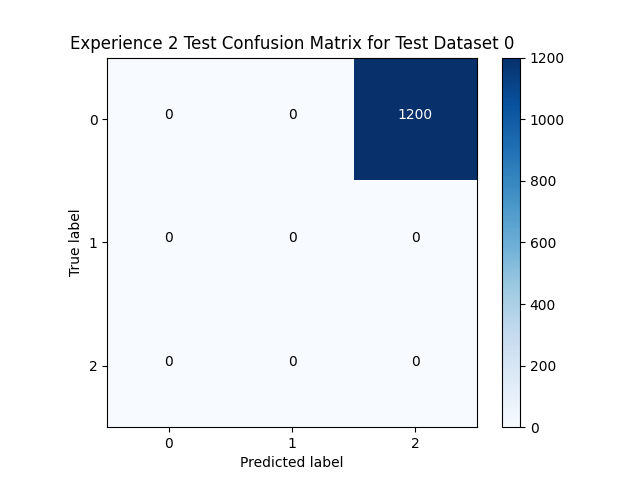 Experience 2 Test Confusion Matrix for Test Dataset 0
0 0 0 1200
1 0 0 0
2 0 0 0
0 1 2
Predicted label
True label
1200
1000
800
600
400
200
0